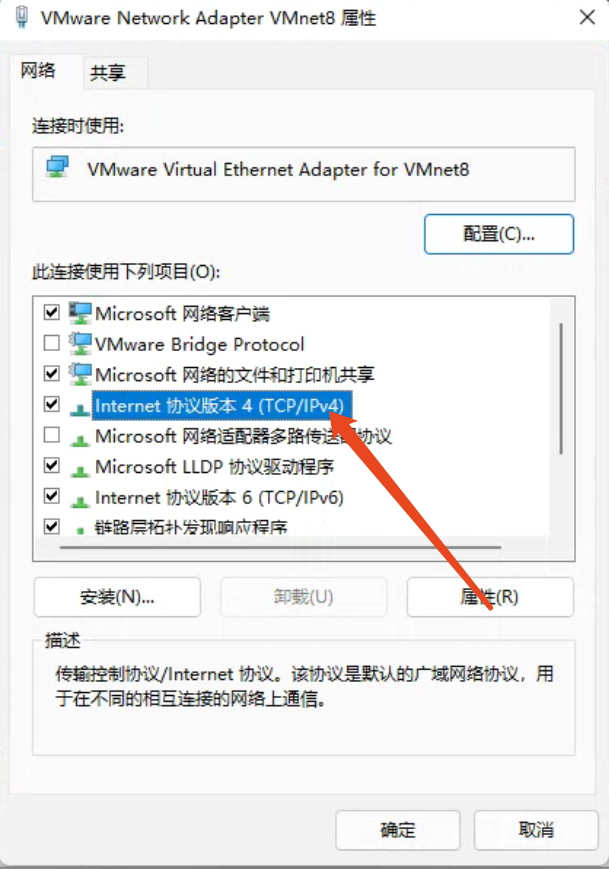 VMware Network Adapter VMnet8 属性
网络
共享
连接时使用:
VMware Virtual Ethernet Adapter for VMnet8
配置(C)...
此连接使用下列项目(O):
Microsoft 网络客户端
VMware Bridge Protocol
Microsoft 网络的文件和打印机共享
Internet 协议版本 4 (TCP/IPv4)
Microsoft 网络适配器多路传送器协议
Microsoft LLDP 协议驱动程序
Internet 协议版本 6 (TCP/IPv6)
链路层拓扑发现响应程序
安装(N)...
卸载(U)
属性(R)
描述
传输控制协议/Internet 协议。该协议是默认的广域网络协议，用
于在不同的相互连接的网络上通信。
确定
取消